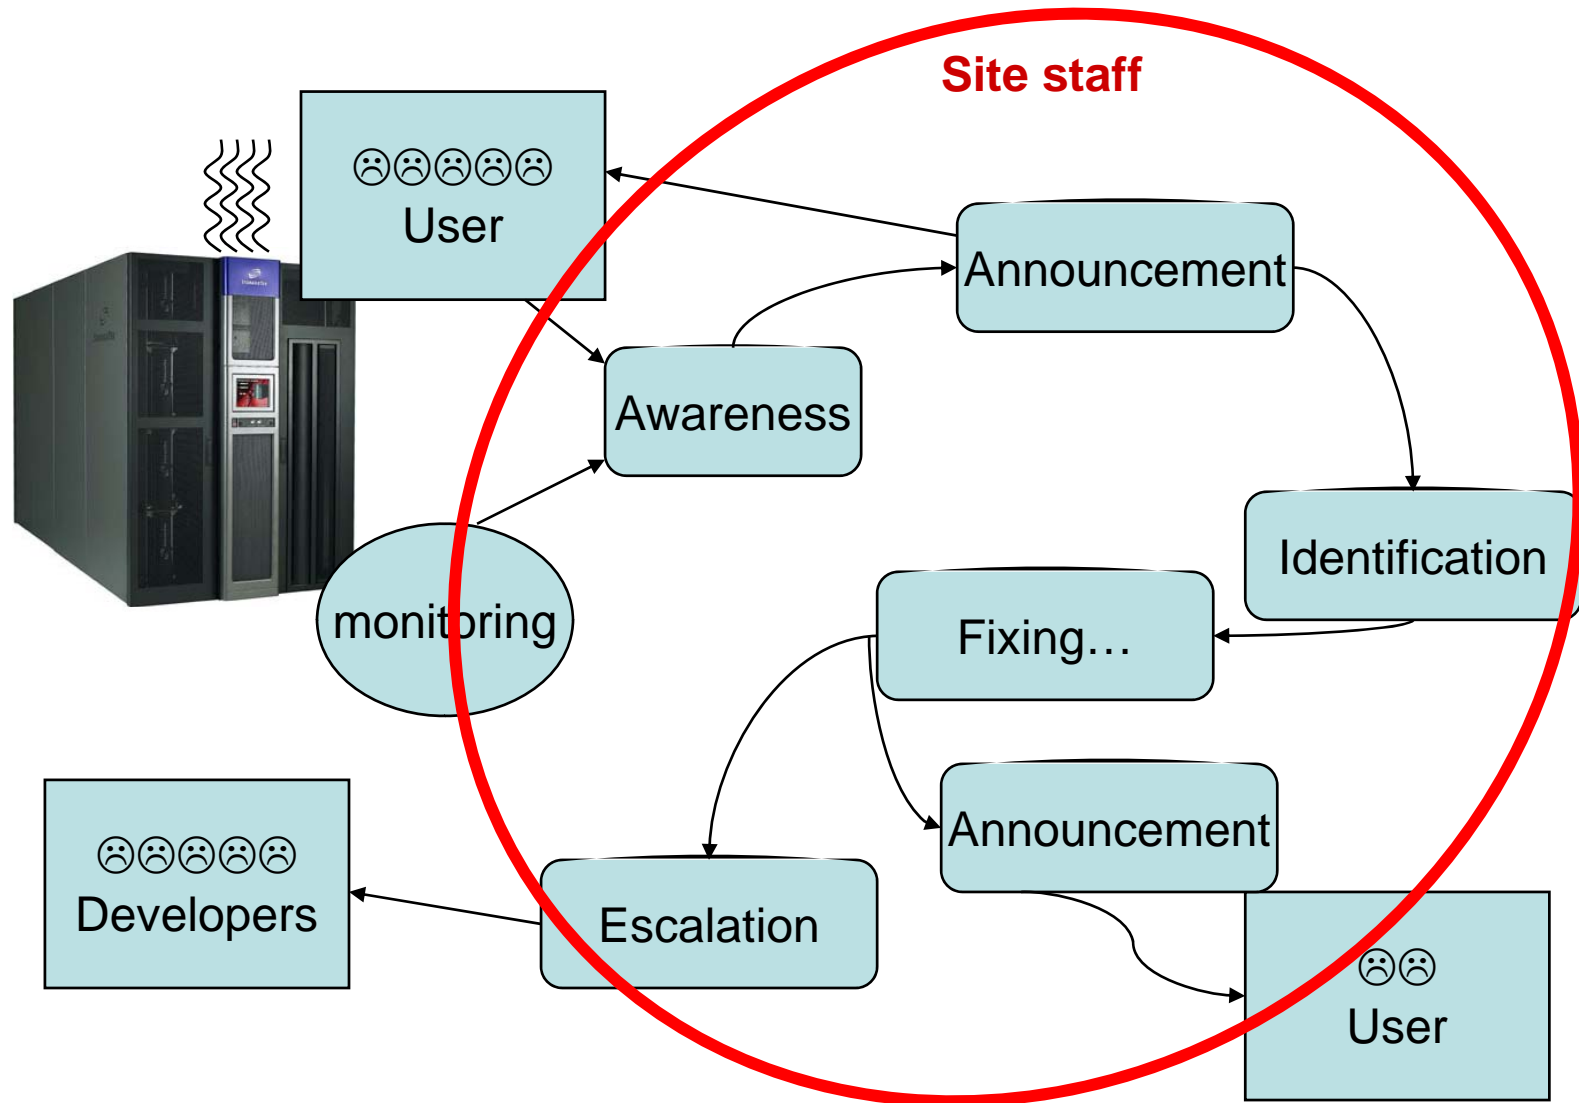 Site staff
☹☹☹☹☹
User
Announcement
Awareness
Identification
monitoring
Fixing…
Announcement
☹☹☹☹☹
Developers
Escalation
☹☹
User